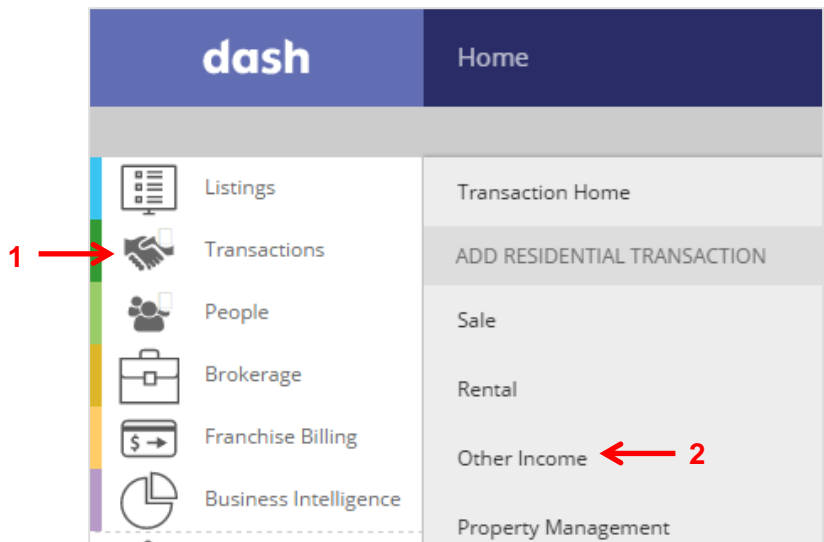 dash
Home
Listings
Transactions
People
Brokerage
Franchise Billing
Business Intelligence
1
Transaction Home
ADD RESIDENTIAL TRANSACTION
Sale
Rental
Other Income
2
Property Management
$